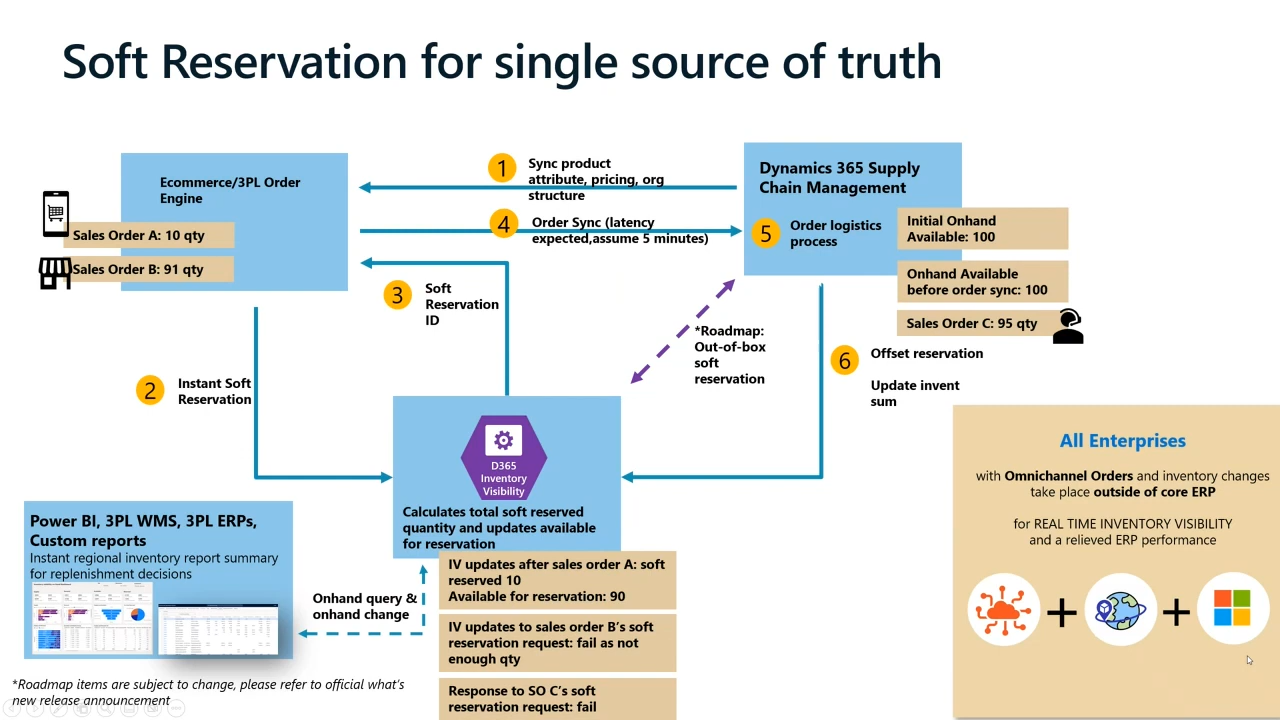 Soft Reservation for single source of truth
Ecommerce/3PL Order
Engine
Sales Order A: 10 qty
Sales Order B: 91 qty
1
Sync product
attribute, pricing, org
structure
4
Order Sync (latency
expected,assume 5 minutes)
3
Soft
Reservation
ID
2
Instant Soft
Reservation
Dynamics 365 Supply
Chain Management
5
Order logistics
process
Initial Onhand
Available: 100
Onhand Available
before order sync: 100
Sales Order C: 95 qty
*Roadmap:
Out-of-box
soft
reservation
6
Offset reservation
Update invent
sum
D365
Inventory
Visibility
Calculates total soft reserved
quantity and updates available
for reservation
IV updates after sales order A: soft
reserved 10
Available for reservation: 90
IV updates to sales order B's soft
reservation request: fail as not
enough qty
Response to SO C's soft
reservation request: fail
Onhand query &
onhand change
Power BI, 3PL WMS, 3PL ERPs,
Custom reports
Instant regional inventory report summary
for replenishment decisions
*Roadmap items are subject to change, please refer to official what's
new release announcement
All Enterprises
with Omnichannel Orders and inventory changes
take place outside of core ERP
for REAL TIME INVENTORY VISIBILITY
and a relieved ERP performance